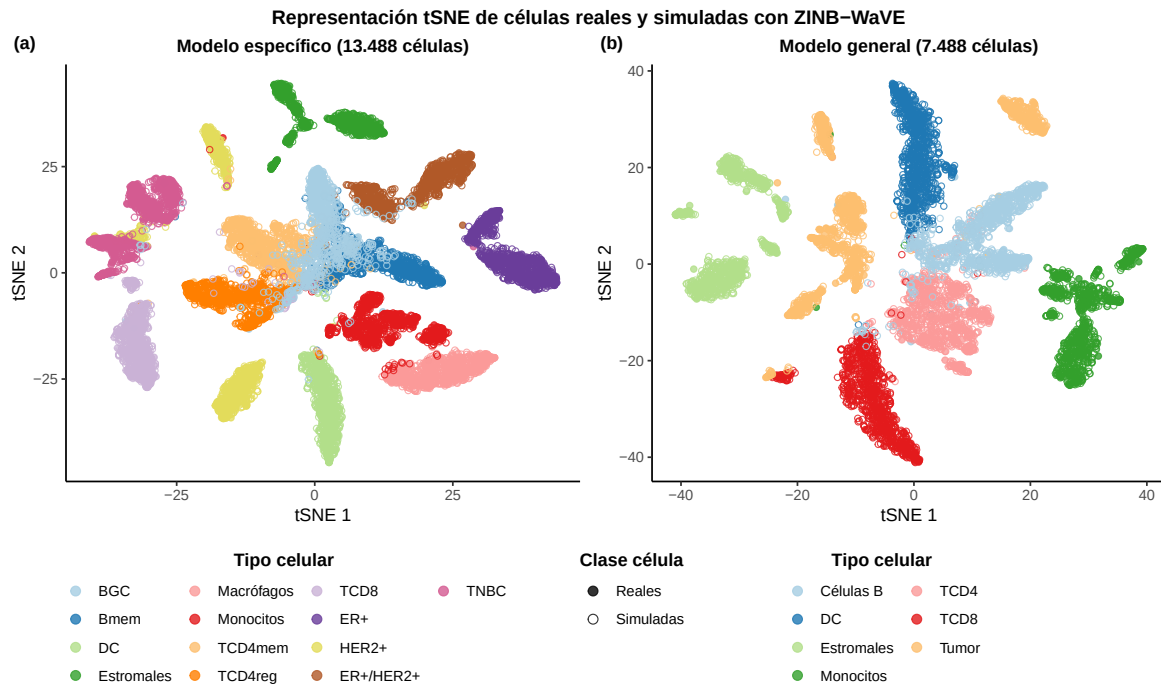 Representación tSNE de células reales y simuladas con ZINB−WaVE
(a)
Modelo específico (13.488 células)
25
0
−25
tSNE 2
−25
0
25
tSNE 1
(b)
Modelo general (7.488 células)
40
20
0
−20
−40
tSNE 2
−40
−20
0
20
40
tSNE 1
Tipo celular
BGC
Macrófagos
TCD8
TNBC
Bmem
Monocitos
ER+
DC
TCD4mem
HER2+
Estromales
TCD4reg
ER+/HER2+
Clase célula
Reales
Simuladas
Tipo celular
Células B
TCD4
DC
TCD8
Estromales
Tumor
Monocitos